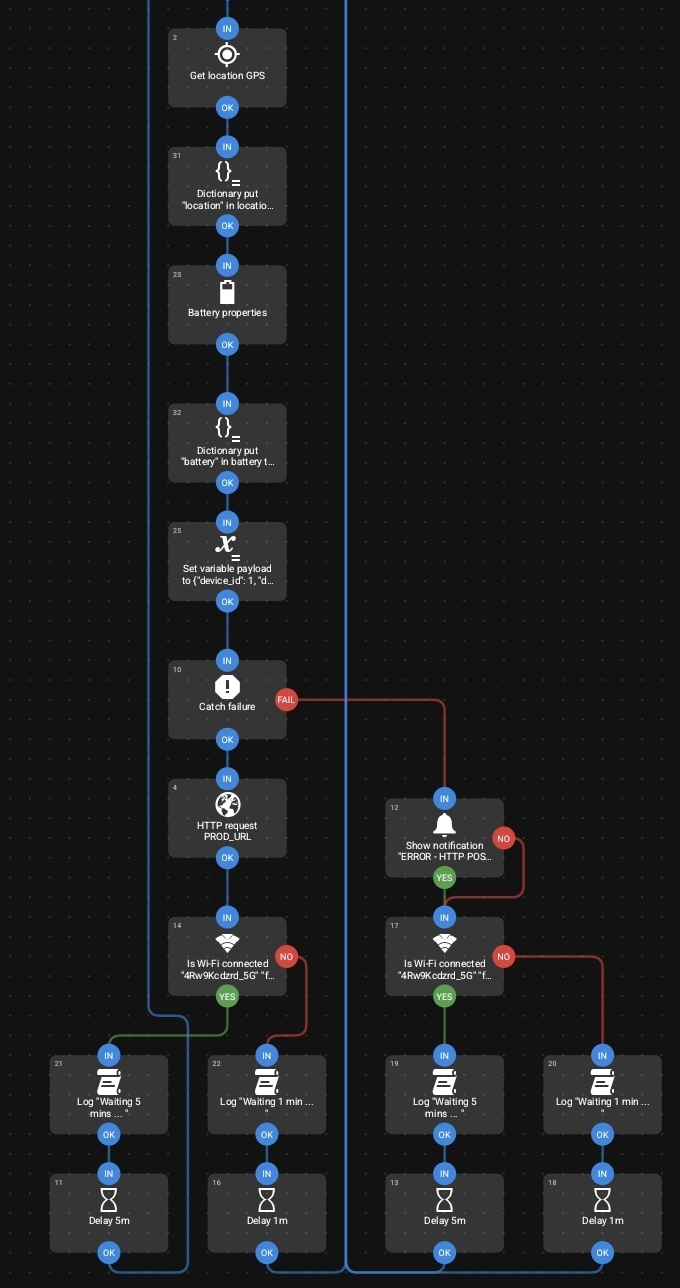 IN
2
Get location GPS
OK
IN
31
Dictionary put
"location" in locatio...
OK
IN
23
Battery properties
OK
IN
32
Dictionary put
"battery" in battery t...
OK
IN
25
Set variable payload
to {"device_id": 1, "d...
OK
IN
10
Catch failure
FAIL
OK
IN
4
HTTP request
PROD_URL
OK
IN
12
Show notification
"ERROR - HTTP POS...
NO
YES
IN
14
Is Wi-Fi connected
"4Rw9Kcdzrd_5G" "f...
NO
YES
IN
17
Is Wi-Fi connected
"4Rw9Kcdzrd_5G" "f...
NO
YES
IN
21
Log "Waiting 5
mins ... "
OK
IN
22
Log "Waiting 1 min ...
"
OK
IN
19
Log "Waiting 5
mins ... "
OK
IN
20
Log "Waiting 1 min ...
"
OK
IN
11
Delay 5m
OK
IN
16
Delay 1m
OK
IN
13
Delay 5m
OK
IN
18
Delay 1m
OK